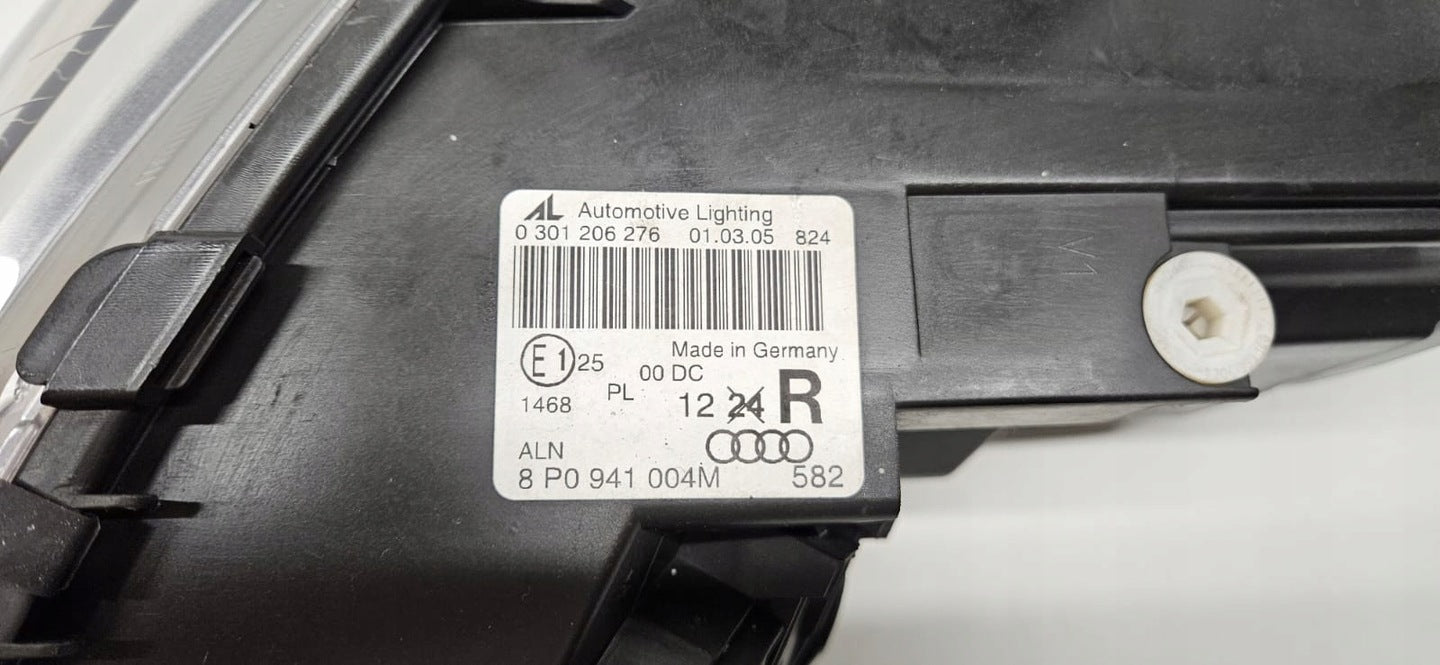 AL Automotive Lighting
0 301 206 276 01.03.05 824
Made in Germany
E1 25 00 DC
1468 PL 12 24 R
ALN
8 P0 941 004M 582